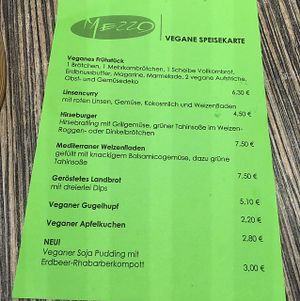 MEZZO
VEGANE SPEISEKARTE
Veganes Frühstück
1 Brötchen, 1 Mehrkornbrötchen, 1 Scheibe Vollkornbrot,
Erdnussbutter, Magarine, Marmelade, 2 vegane Aufstriche,
Obst- und Gemüsedeko
6,30 €
Linsencurry
mit roten Linsen, Gemüse, Kokosmilch und Weizenfladen
4,50 €
Hirseburger
Hirsebratling mit Grillgemüse, grüner Tahinisoße im Weizen-
Roggen- oder Dinkelbrötchen
7,50 €
Mediterraner Weizenfladen
gefüllt mit knackigem Balsamicogemüse, dazu grüne
Tahinisoße
7,50 €
Geröstetes Landbrot
mit dreierlei Dips
5,10 €
Veganer Gugelhupf
2,20 €
Veganer Apfelkuchen
2,80 €
NEU!
Veganer Soja Pudding mit
Erdbeer-Rhabarberkompott
3,00 €